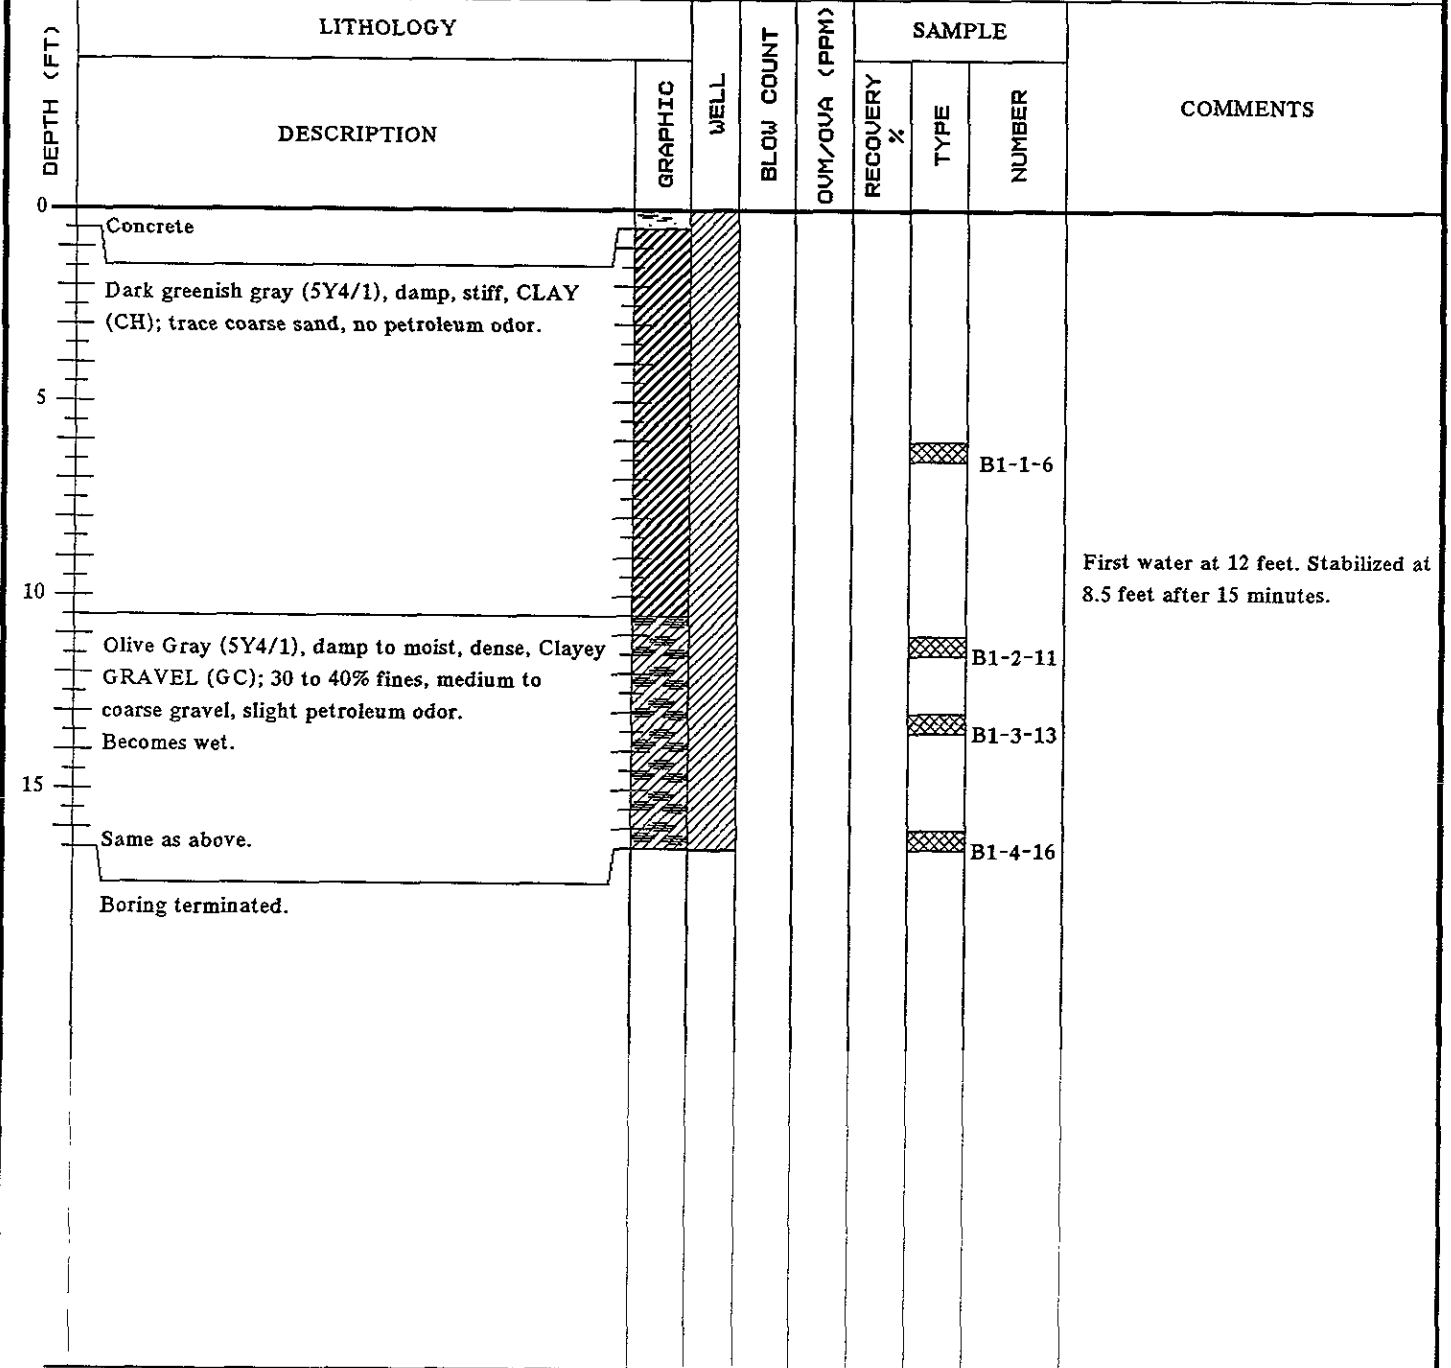 DEPTH (FT)
LITHOLOGY
DESCRIPTION
GRAPHIC
WELL
BLOW COUNT
OVM/OVA (PPM)
SAMPLE
RECOVERY %
TYPE
NUMBER
COMMENTS
0
Concrete
Dark greenish gray (5Y4/1), damp, stiff, CLAY
(CH); trace coarse sand, no petroleum odor.
5
B1-1-6
First water at 12 feet. Stabilized at
8.5 feet after 15 minutes.
10
Olive Gray (5Y4/1), damp to moist, dense, Clayey
GRAVEL (GC); 30 to 40% fines, medium to
coarse gravel, slight petroleum odor.
Becomes wet.
B1-2-11
B1-3-13
15
Same as above.
B1-4-16
Boring terminated.